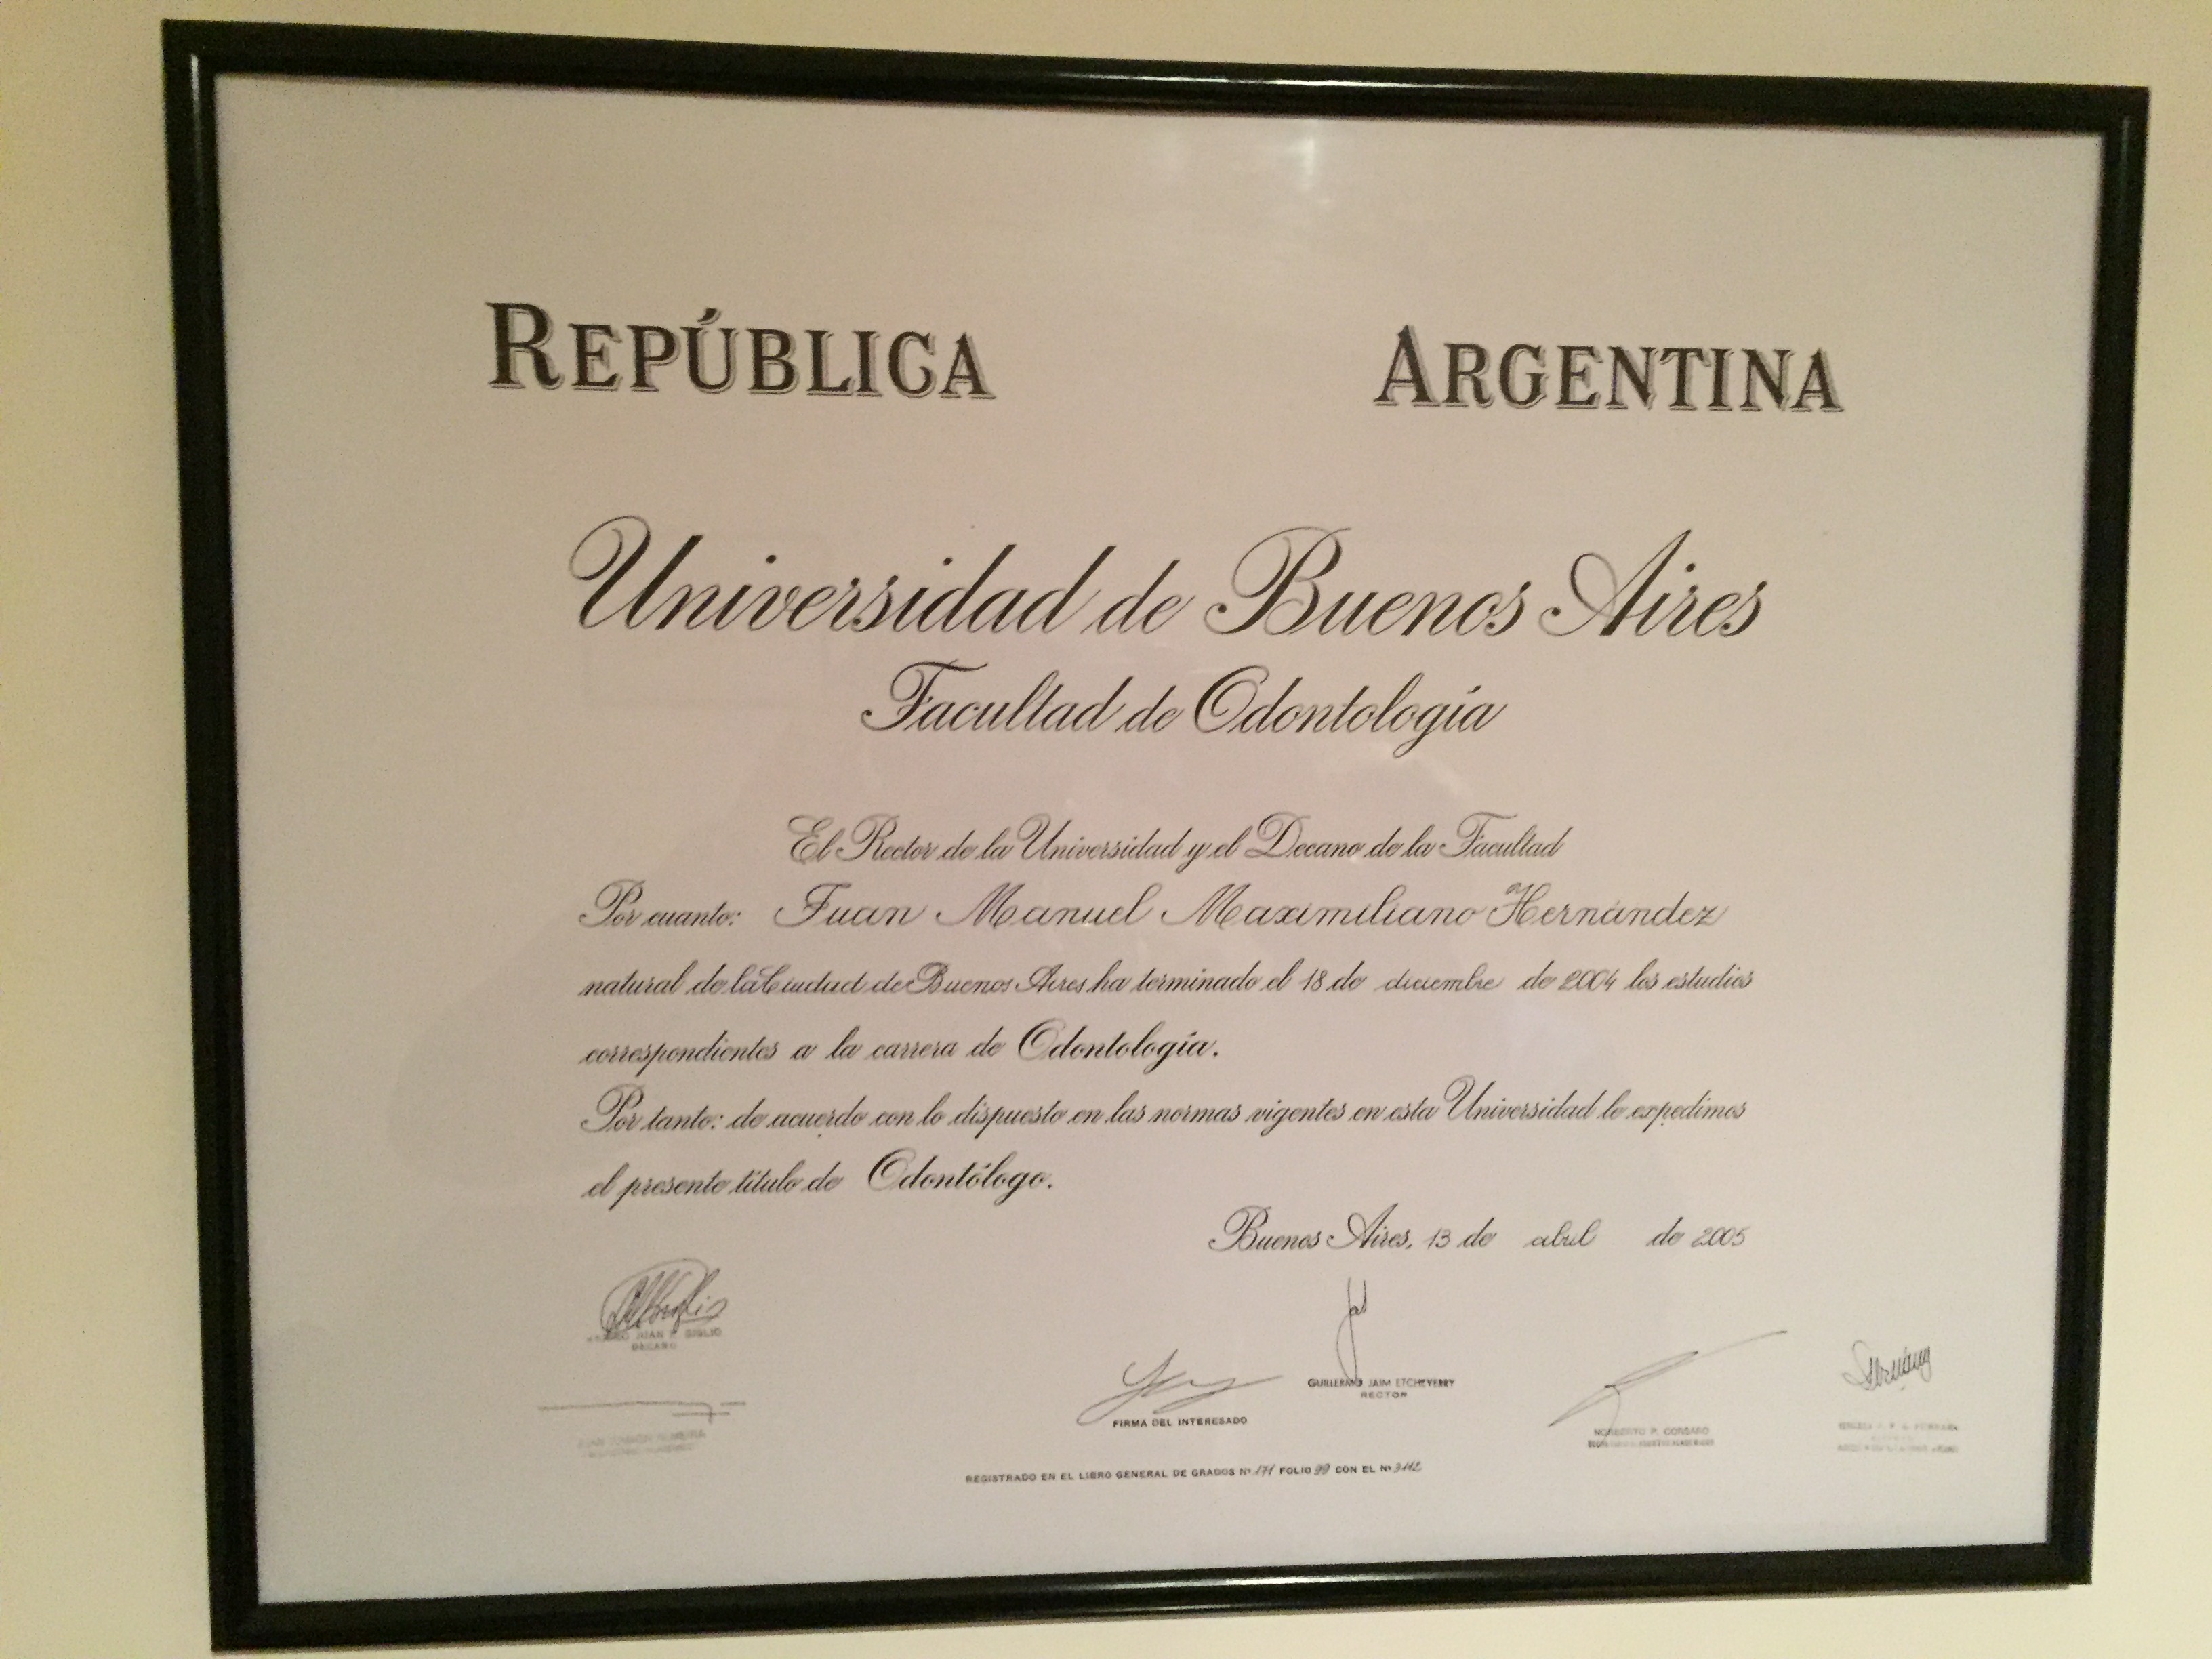 REPÚBLICA ARGENTINA
Universidad de Buenos Aires
Facultad de Odontología
El Rector de la Universidad y el Decano de la Facultad
Por cuanto: Juan Manuel Maximiliano Hernández
natural de la Ciudad de Buenos Aires ha terminado el 18 de diciembre de 2004 los estudios
correspondientes a la carrera de Odontología.
Por tanto: de acuerdo con lo dispuesto en las normas vigentes en esta Universidad le expedimos
el presente título de Odontólogo.
Buenos Aires, 13 de abril de 2005
JUAN P. GIGLIO
DECANO
GUILLERMO JAIM ETCHEVERRY
RECTOR
FIRMA DEL INTERESADO
NORBERTO P. CORSARO
REGISTRADO EN EL LIBRO GENERAL DE GRADOS Nº 171 FOLIO 99 CON EL Nº 3112